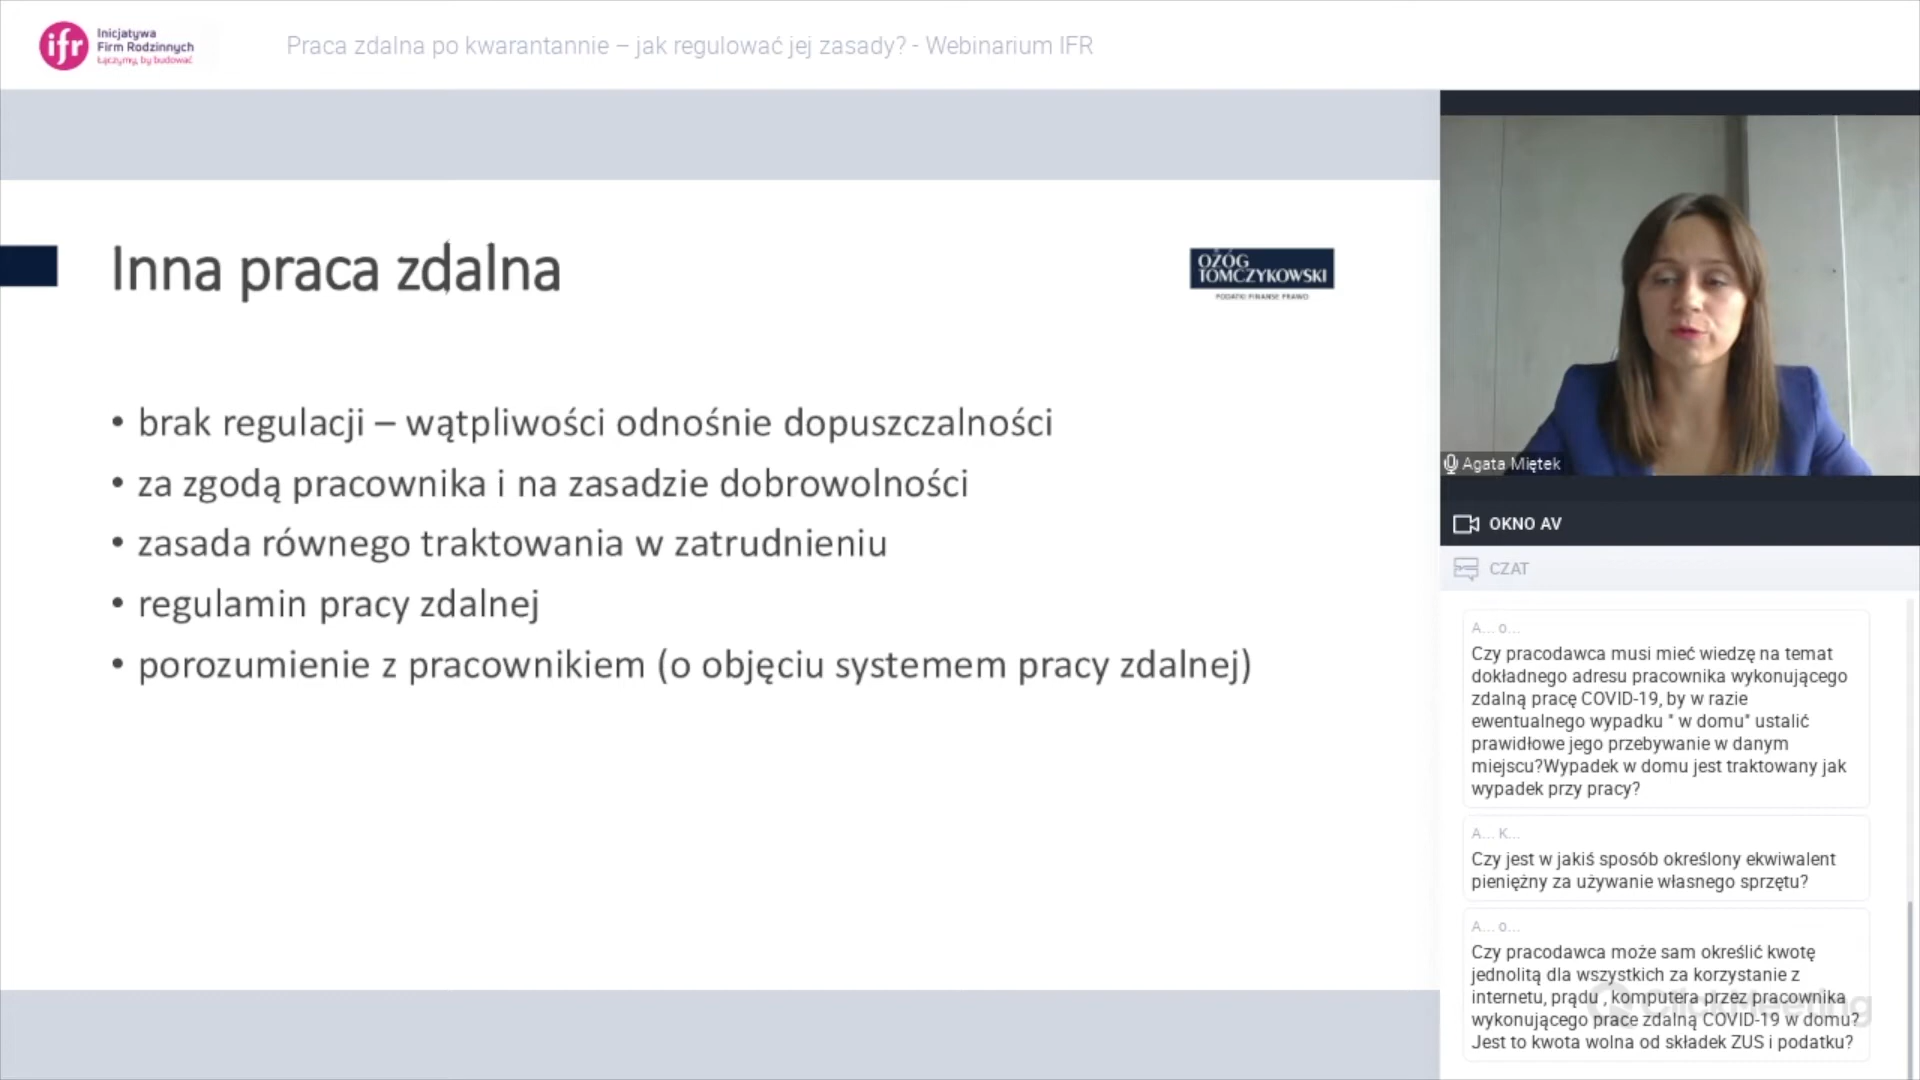 ifr Inicjatywa
Firm Rodzinnych
Łączymy, by budować
Praca zdalna po kwarantannie – jak regulować jej zasady? - Webinarium IFR
Inna praca zdalna
OŻÓG
TOMCZYKOWSKI
PODATKI FINANSE PRAWO
• brak regulacji – wątpliwości odnośnie dopuszczalności
• za zgodą pracownika i na zasadzie dobrowolności
• zasada równego traktowania w zatrudnieniu
• regulamin pracy zdalnej
• porozumienie z pracownikiem (o objęciu systemem pracy zdalnej)
Agata Miętek
OKNO AV
CZAT
A... o...
Czy pracodawca musi mieć wiedzę na temat
dokładnego adresu pracownika wykonującego
zdalną pracę COVID-19, by w razie
ewentualnego wypadku " w domu" ustalić
prawidłowe jego przebywanie w danym
miejscu?Wypadek w domu jest traktowany jak
wypadek przy pracy?
A... K...
Czy jest w jakiś sposób określony ekwiwalent
pieniężny za używanie własnego sprzętu?
A... o...
Czy pracodawca może sam określić kwotę
jednolitą dla wszystkich za korzystanie z
internetu, prądu , komputera przez pracownika
wykonującego prace zdalną COVID-19 w domu?
Jest to kwota wolna od składek ZUS i podatku?
ClickMeeting